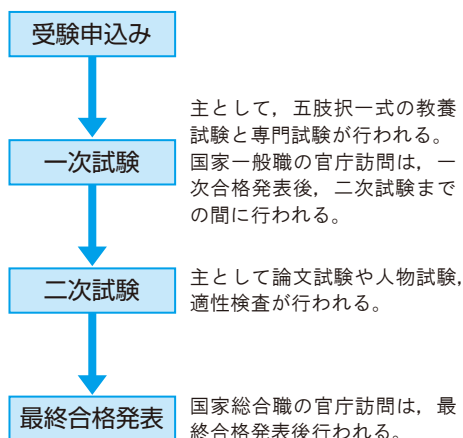 受験申込み
主として，五肢択一式の教養
試験と専門試験が行われる。
一次試験
国家一般職の官庁訪問は，一
次合格発表後，二次試験まで
の間に行われる。
二次試験
主として論文試験や人物試験，
適性検査が行われる。
最終合格発表
国家総合職の官庁訪問は，最
終合格発表後行われる。